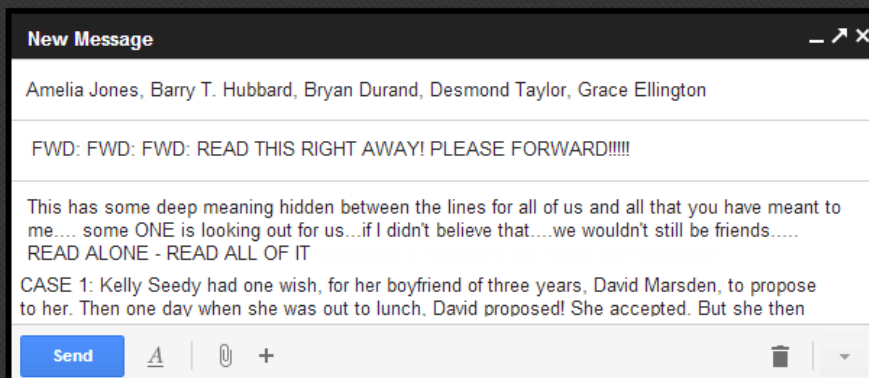 New Message
Amelia Jones, Barry T. Hubbard, Bryan Durand, Desmond Taylor, Grace Ellington
FWD: FWD: FWD: READ THIS RIGHT AWAY! PLEASE FORWARD!!!!!
This has some deep meaning hidden between the lines for all of us and all that you have meant to
me.... some ONE is looking out for us...if I didn't believe that....we wouldn't still be friends.....
READ ALONE - READ ALL OF IT
CASE 1: Kelly Seedy had one wish, for her boyfriend of three years, David Marsden, to propose
to her. Then one day when she was out to lunch, David proposed! She accepted. But she then
Send